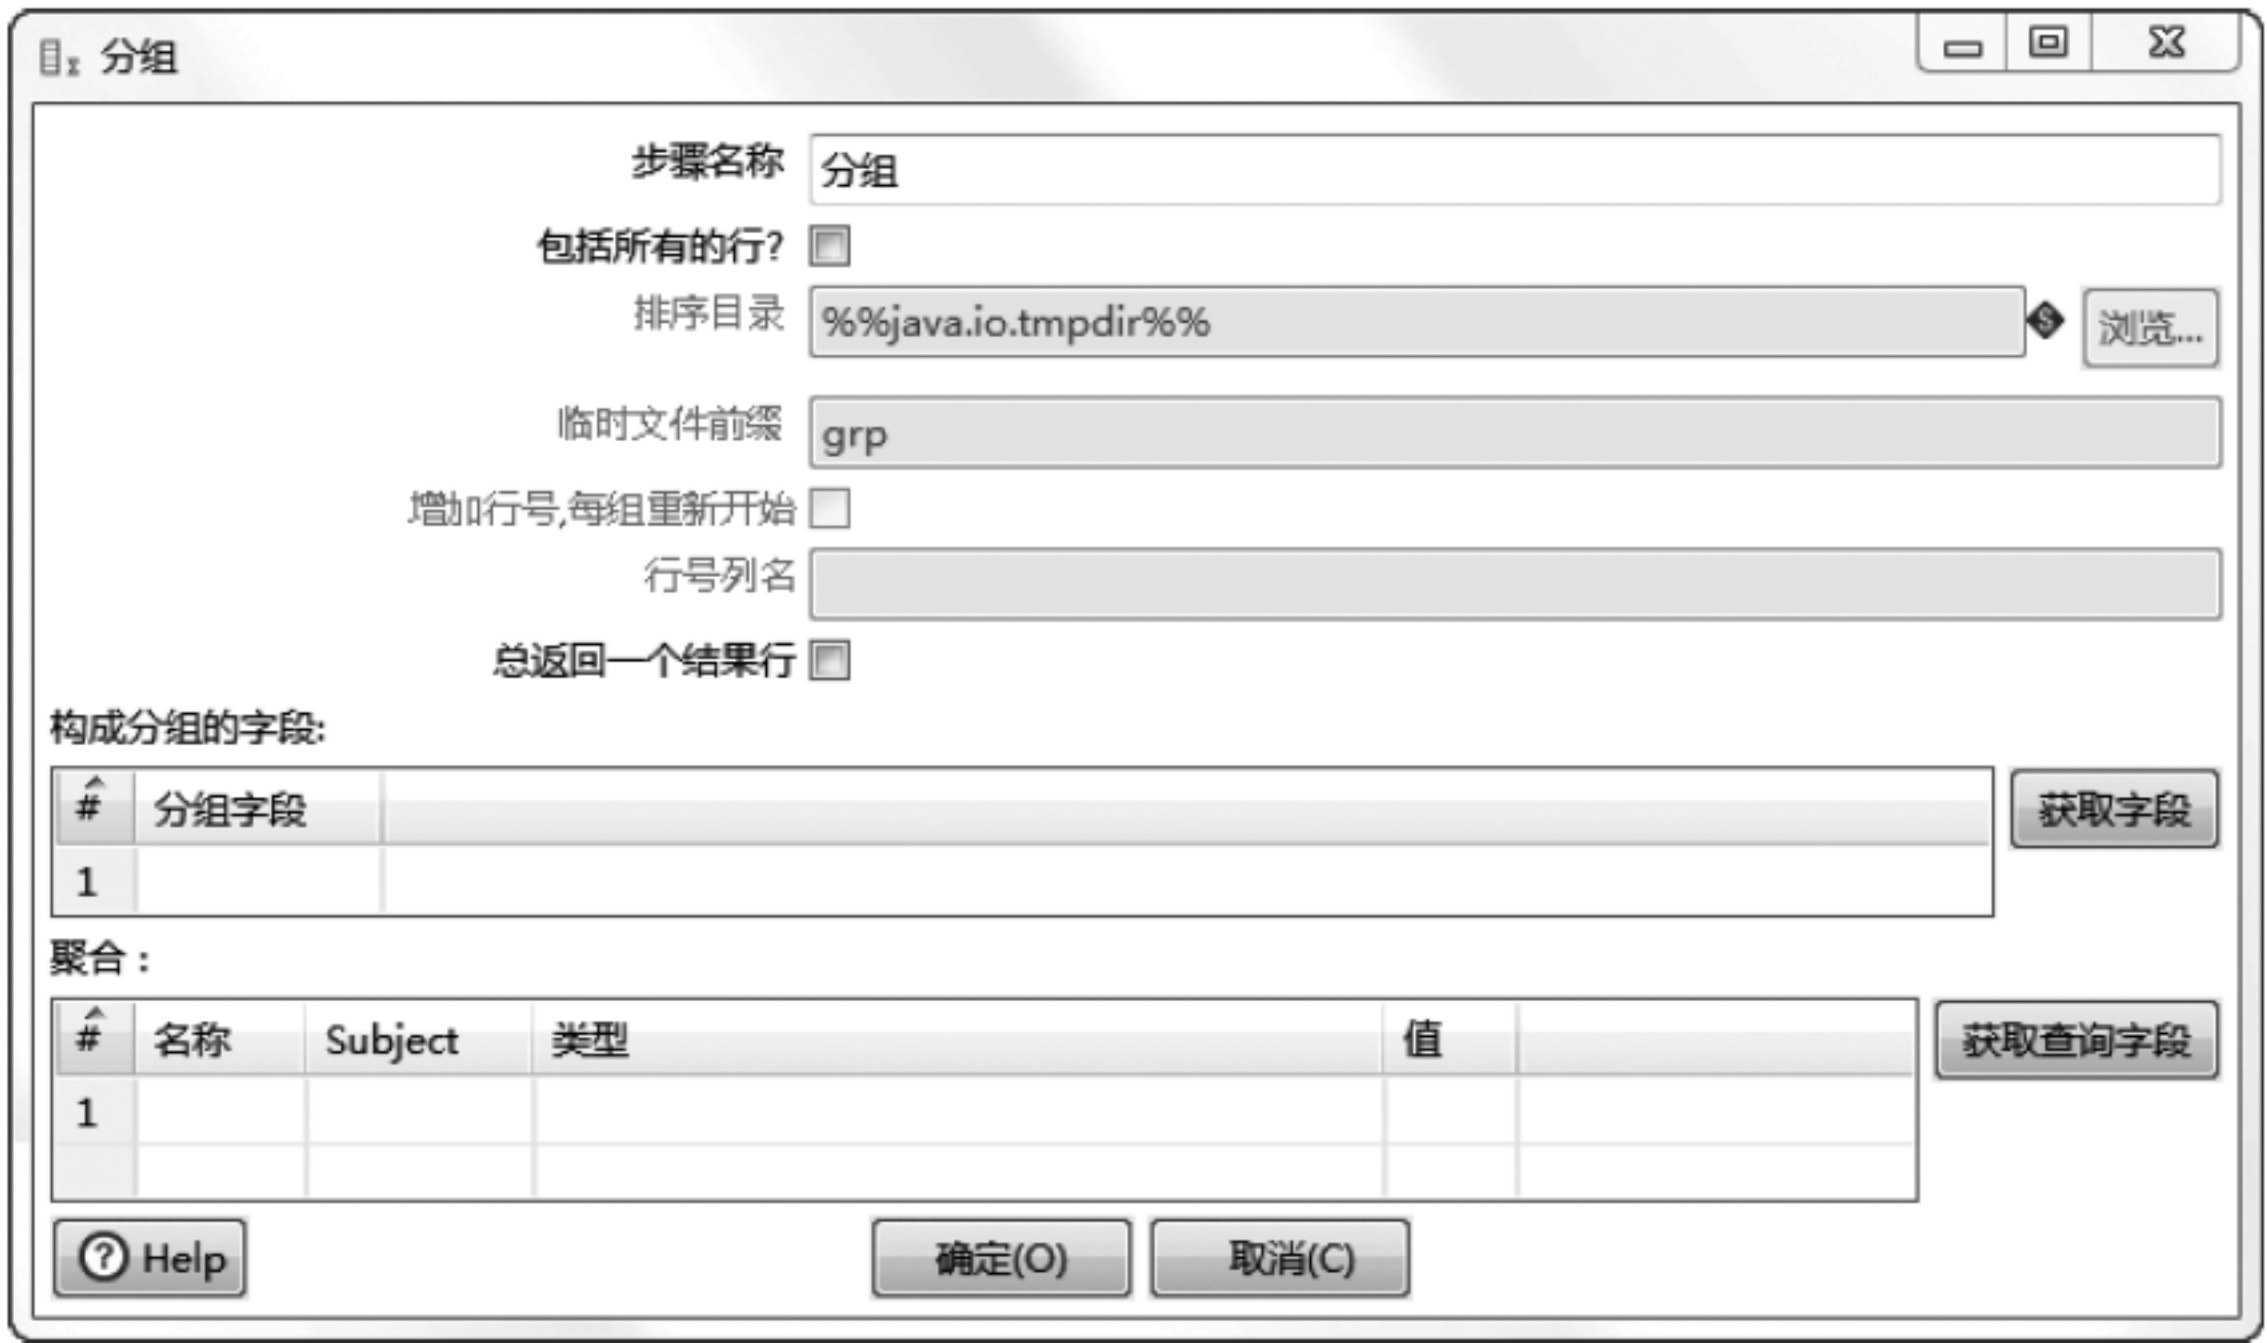 分组
步骤名称 分组
包括所有的行?
排序目录 %%java.io.tmpdir%% 浏览...
临时文件前缀 grp
增加行号,每组重新开始
行号列名
总返回一个结果行
构成分组的字段:
# 分组字段 获取字段
1
聚合：
# 名称 Subject 类型 值 获取查询字段
1
Help 确定(O) 取消(C)